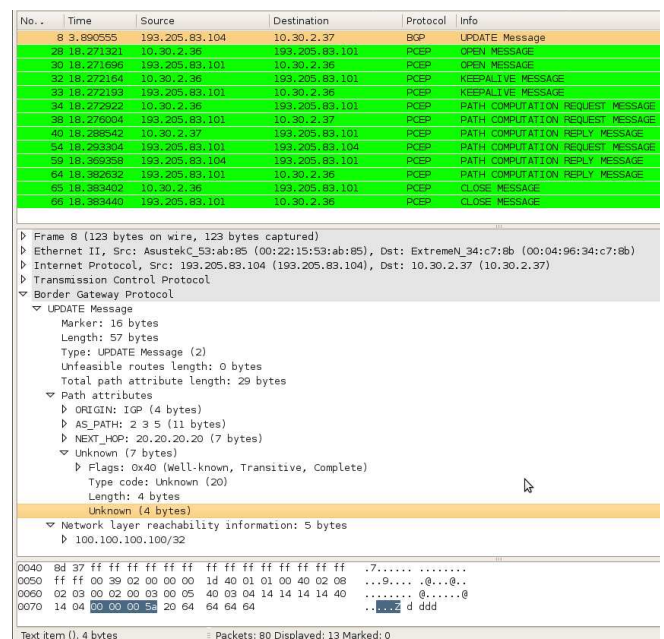 No. . Time Source Destination Protocol Info
8 3.890555 193.205.83.104 10.30.2.37 BGP UPDATE Message
28 18.271321 10.30.2.36 193.205.83.101 PCEP OPEN MESSAGE
30 18.271696 193.205.83.101 10.30.2.36 PCEP OPEN MESSAGE
32 18.272164 10.30.2.36 193.205.83.101 PCEP KEEPALIVE MESSAGE
33 18.272193 193.205.83.101 10.30.2.36 PCEP KEEPALIVE MESSAGE
34 18.272922 10.30.2.36 193.205.83.101 PCEP PATH COMPUTATION REQUEST MESSAGE
38 18.276004 193.205.83.101 10.30.2.37 PCEP PATH COMPUTATION REQUEST MESSAGE
40 18.288542 10.30.2.37 193.205.83.101 PCEP PATH COMPUTATION REPLY MESSAGE
54 18.293304 193.205.83.101 193.205.83.104 PCEP PATH COMPUTATION REQUEST MESSAGE
59 18.369358 193.205.83.104 193.205.83.101 PCEP PATH COMPUTATION REPLY MESSAGE
64 18.382632 193.205.83.101 10.30.2.36 PCEP PATH COMPUTATION REPLY MESSAGE
65 18.383402 10.30.2.36 193.205.83.101 PCEP CLOSE MESSAGE
66 18.383440 193.205.83.101 10.30.2.36 PCEP CLOSE MESSAGE
Frame 8 (123 bytes on wire, 123 bytes captured)
Ethernet II, Src: AsustekC_53:ab:85 (00:22:15:53:ab:85), Dst: ExtremeN_34:c7:8b (00:04:96:34:c7:8b)
Internet Protocol, Src: 193.205.83.104 (193.205.83.104), Dst: 10.30.2.37 (10.30.2.37)
Transmission Control Protocol
Border Gateway Protocol
UPDATE Message
Marker: 16 bytes
Length: 57 bytes
Type: UPDATE Message (2)
Unfeasible routes length: 0 bytes
Total path attribute length: 29 bytes
Path attributes
ORIGIN: IGP (4 bytes)
AS_PATH: 2 3 5 (11 bytes)
NEXT_HOP: 20.20.20.20 (7 bytes)
Unknown (7 bytes)
Flags: 0x40 (Well-known, Transitive, Complete)
Type code: Unknown (20)
Length: 4 bytes
Unknown (4 bytes)
Network layer reachability information: 5 bytes
100.100.100.100/32
0040 8d 37 ff ff ff ff ff ff ff ff ff ff ff ff ff ff .7...... ........
0050 ff ff 00 39 02 00 00 00 1d 40 01 01 00 40 02 08 ...9.... .@...@..
0060 02 03 00 02 00 03 00 05 40 03 04 14 14 14 14 40 ........ @......@
0070 14 04 00 00 00 5a 20 64 64 64 64 .....Z d ddd
Text item (), 4 bytes Packets: 80 Displayed: 13 Marked: 0